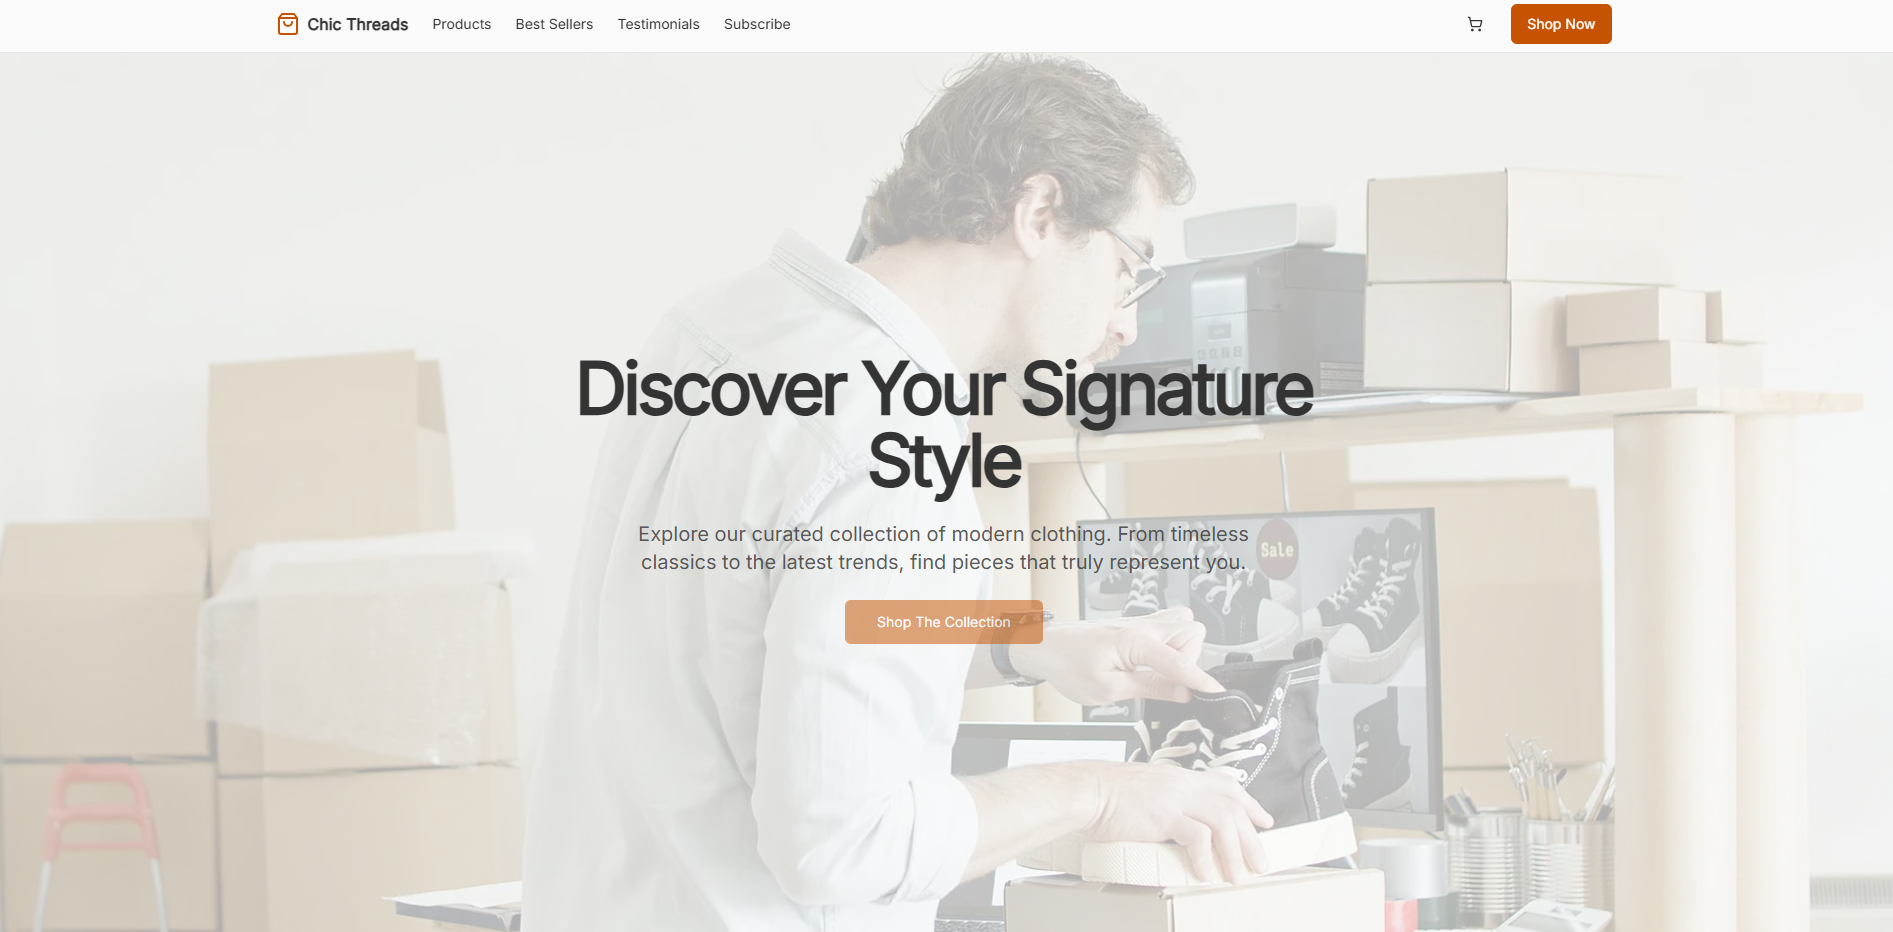 Chic Threads
Products
Best Sellers
Testimonials
Subscribe
Shop Now
Discover Your Signature
Style
Explore our curated collection of modern clothing. From timeless
classics to the latest trends, find pieces that truly represent you.
Sale
Shop The Collection